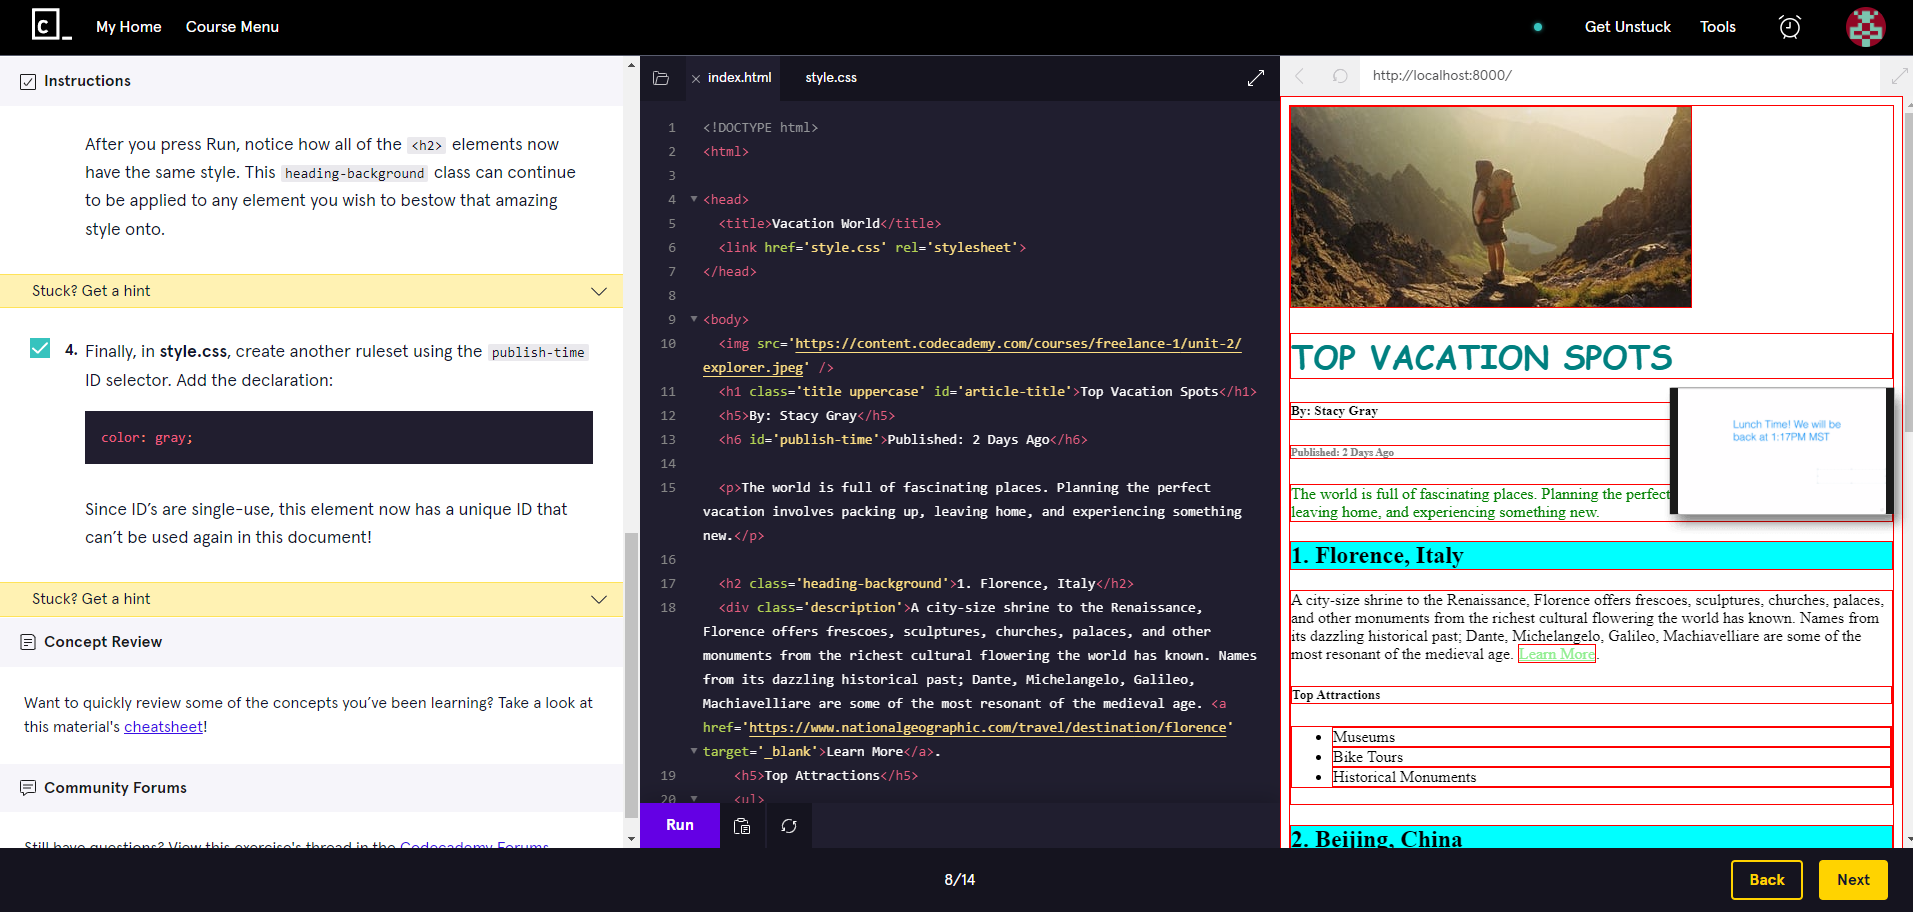 My Home
Course Menu
Get Unstuck
Tools
Instructions
After you press Run, notice how all of the <h2> elements now
have the same style. This heading-background class can continue
to be applied to any element you wish to bestow that amazing
style onto.
Stuck? Get a hint
4. Finally, in style.css, create another ruleset using the publish-time
ID selector. Add the declaration:
color: gray;
Since ID’s are single-use, this element now has a unique ID that
can’t be used again in this document!
Stuck? Get a hint
Concept Review
Want to quickly review some of the concepts you’ve been learning? Take a look at
this material's cheatsheet!
Community Forums
Still have questions? View this exercise's thread in the Codecademy Forums.
index.html
style.css
1 <!DOCTYPE html>
2 <html>
3
4 <head>
5 <title>Vacation World</title>
6 <link href='style.css' rel='stylesheet'>
7 </head>
8
9 <body>
10 <img src='https://content.codecademy.com/courses/freelance-1/unit-2/
explorer.jpeg' />
11 <h1 class='title uppercase' id='article-title'>Top Vacation Spots</h1>
12 <h5>By: Stacy Gray</h5>
13 <h6 id='publish-time'>Published: 2 Days Ago</h6>
14
15 <p>The world is full of fascinating places. Planning the perfect
vacation involves packing up, leaving home, and experiencing something
new.</p>
16
17 <h2 class='heading-background'>1. Florence, Italy</h2>
18 <div class='description'>A city-size shrine to the Renaissance,
Florence offers frescoes, sculptures, churches, palaces, and other
monuments from the richest cultural flowering the world has known. Names
from its dazzling historical past; Dante, Michelangelo, Galileo,
Machiavelliare are some of the most resonant of the medieval age. <a
href='https://www.nationalgeographic.com/travel/destination/florence'
target='_blank'>Learn More</a>.
19 <h5>Top Attractions</h5>
20 <ul>
Run
http://localhost:8000/
TOP VACATION SPOTS
By: Stacy Gray
Published: 2 Days Ago
Lunch Time! We will be
back at 1:17PM MST
The world is full of fascinating places. Planning the perfect
leaving home, and experiencing something new.
1. Florence, Italy
A city-size shrine to the Renaissance, Florence offers frescoes, sculptures, churches, palaces,
and other monuments from the richest cultural flowering the world has known. Names from
its dazzling historical past; Dante, Michelangelo, Galileo, Machiavelliare are some of the
most resonant of the medieval age. Learn More.
Top Attractions
Museums
Bike Tours
Historical Monuments
2. Beijing, China
8/14
Back
Next